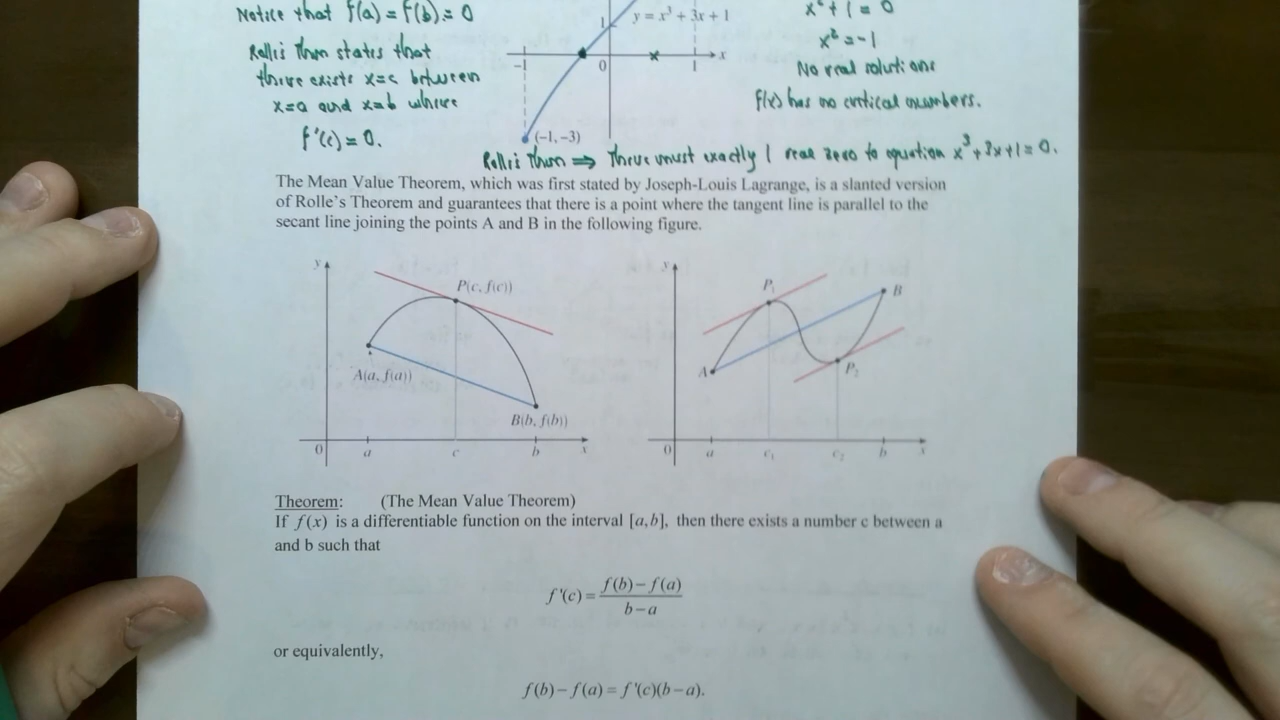 Notice that f(a) = f(b) = 0
Rolle's Thm states that
there exists x=c between
x=a and x=b where
f'(c) = 0.
1
y = x³ + 3x + 1
-1
0
1
x
(-1, -3)
x² + 1 = 0
x² = -1
No real solutions
f(x) has no critical numbers.
Rolle's Thm ⇒ There must exactly 1 real zero to equation x³ + 3x + 1 = 0.
The Mean Value Theorem, which was first stated by Joseph-Louis Lagrange, is a slanted version
of Rolle's Theorem and guarantees that there is a point where the tangent line is parallel to the
secant line joining the points A and B in the following figure.
y
P(c, f(c))
A(a, f(a))
B(b, f(b))
0
a
c
b
x
y
P₁
B
A
P₂
0
a
c₁
c₂
b
x
Theorem: (The Mean Value Theorem)
If f(x) is a differentiable function on the interval [a,b], then there exists a number c between a
and b such that
f'(c) = \frac{f(b) − f(a)}{b − a}
or equivalently,
f(b) − f(a) = f'(c)(b − a).